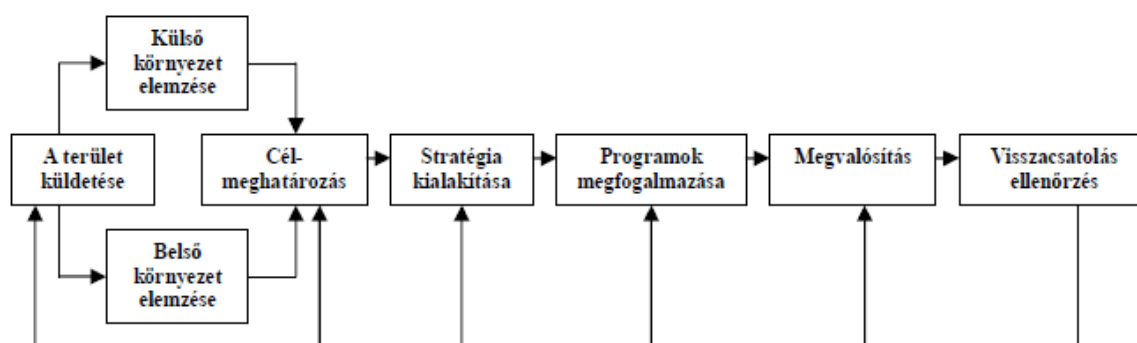 Külső
környezet
elemzése
A terület
küldetése
Belső
környezet
elemzése
Cél-
meghatározás
Stratégia
kialakítása
Programok
megfogalmazása
Megvalósítás
Visszacsatolás
ellenőrzés